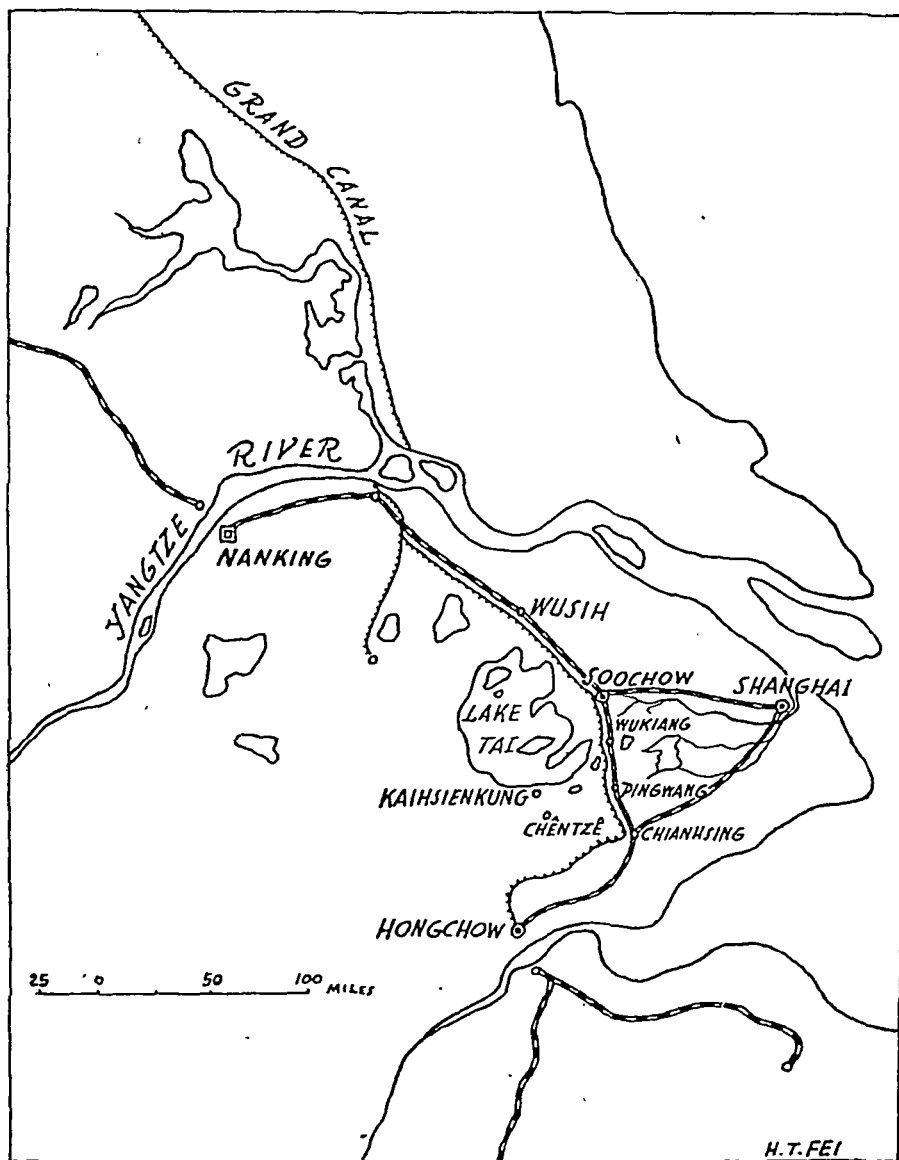 GRAND
CANAL
YANGTZE
RIVER
NANKING
WUSIH
SOOCHOW
SHANGHAI
LAKE
TAI
WUKIANG
KAIHSIENKUNG
PINGWANG
CHÊNTZÊ
CHIANHSING
HONGCHOW
25 0 50 100 MILES
H.T. FEI